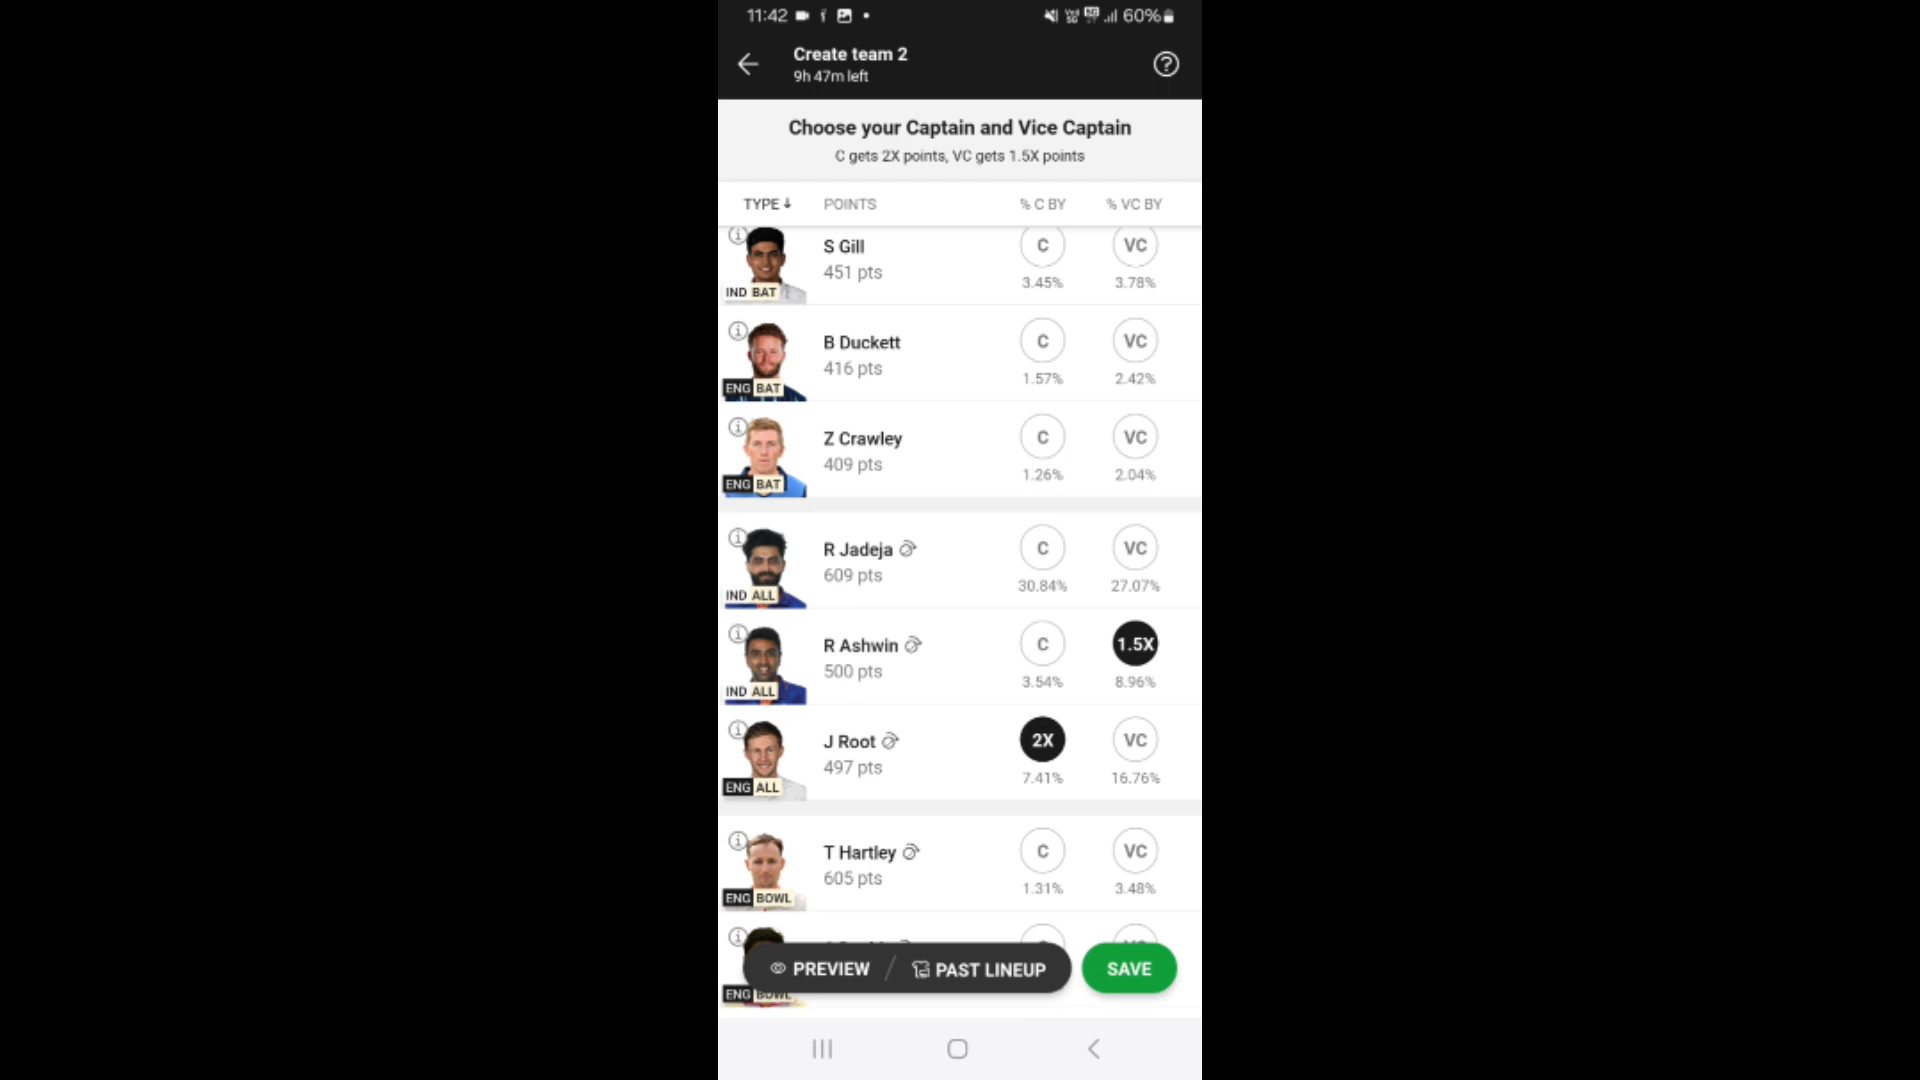 11:42
60%
Create team 2
9h 47m left
Choose your Captain and Vice Captain
C gets 2X points, VC gets 1.5X points
TYPE↓ POINTS % C BY % VC BY
S Gill C VC
451 pts 3.45% 3.78%
IND BAT
B Duckett C VC
416 pts 1.57% 2.42%
ENG BAT
Z Crawley C VC
409 pts 1.26% 2.04%
ENG BAT
R Jadeja C VC
609 pts 30.84% 27.07%
IND ALL
R Ashwin C 1.5X
500 pts 3.54% 8.96%
IND ALL
J Root 2X VC
497 pts 7.41% 16.76%
ENG ALL
T Hartley C VC
605 pts 1.31% 3.48%
ENG BOWL
PREVIEW / PAST LINEUP SAVE
ENG BOWL